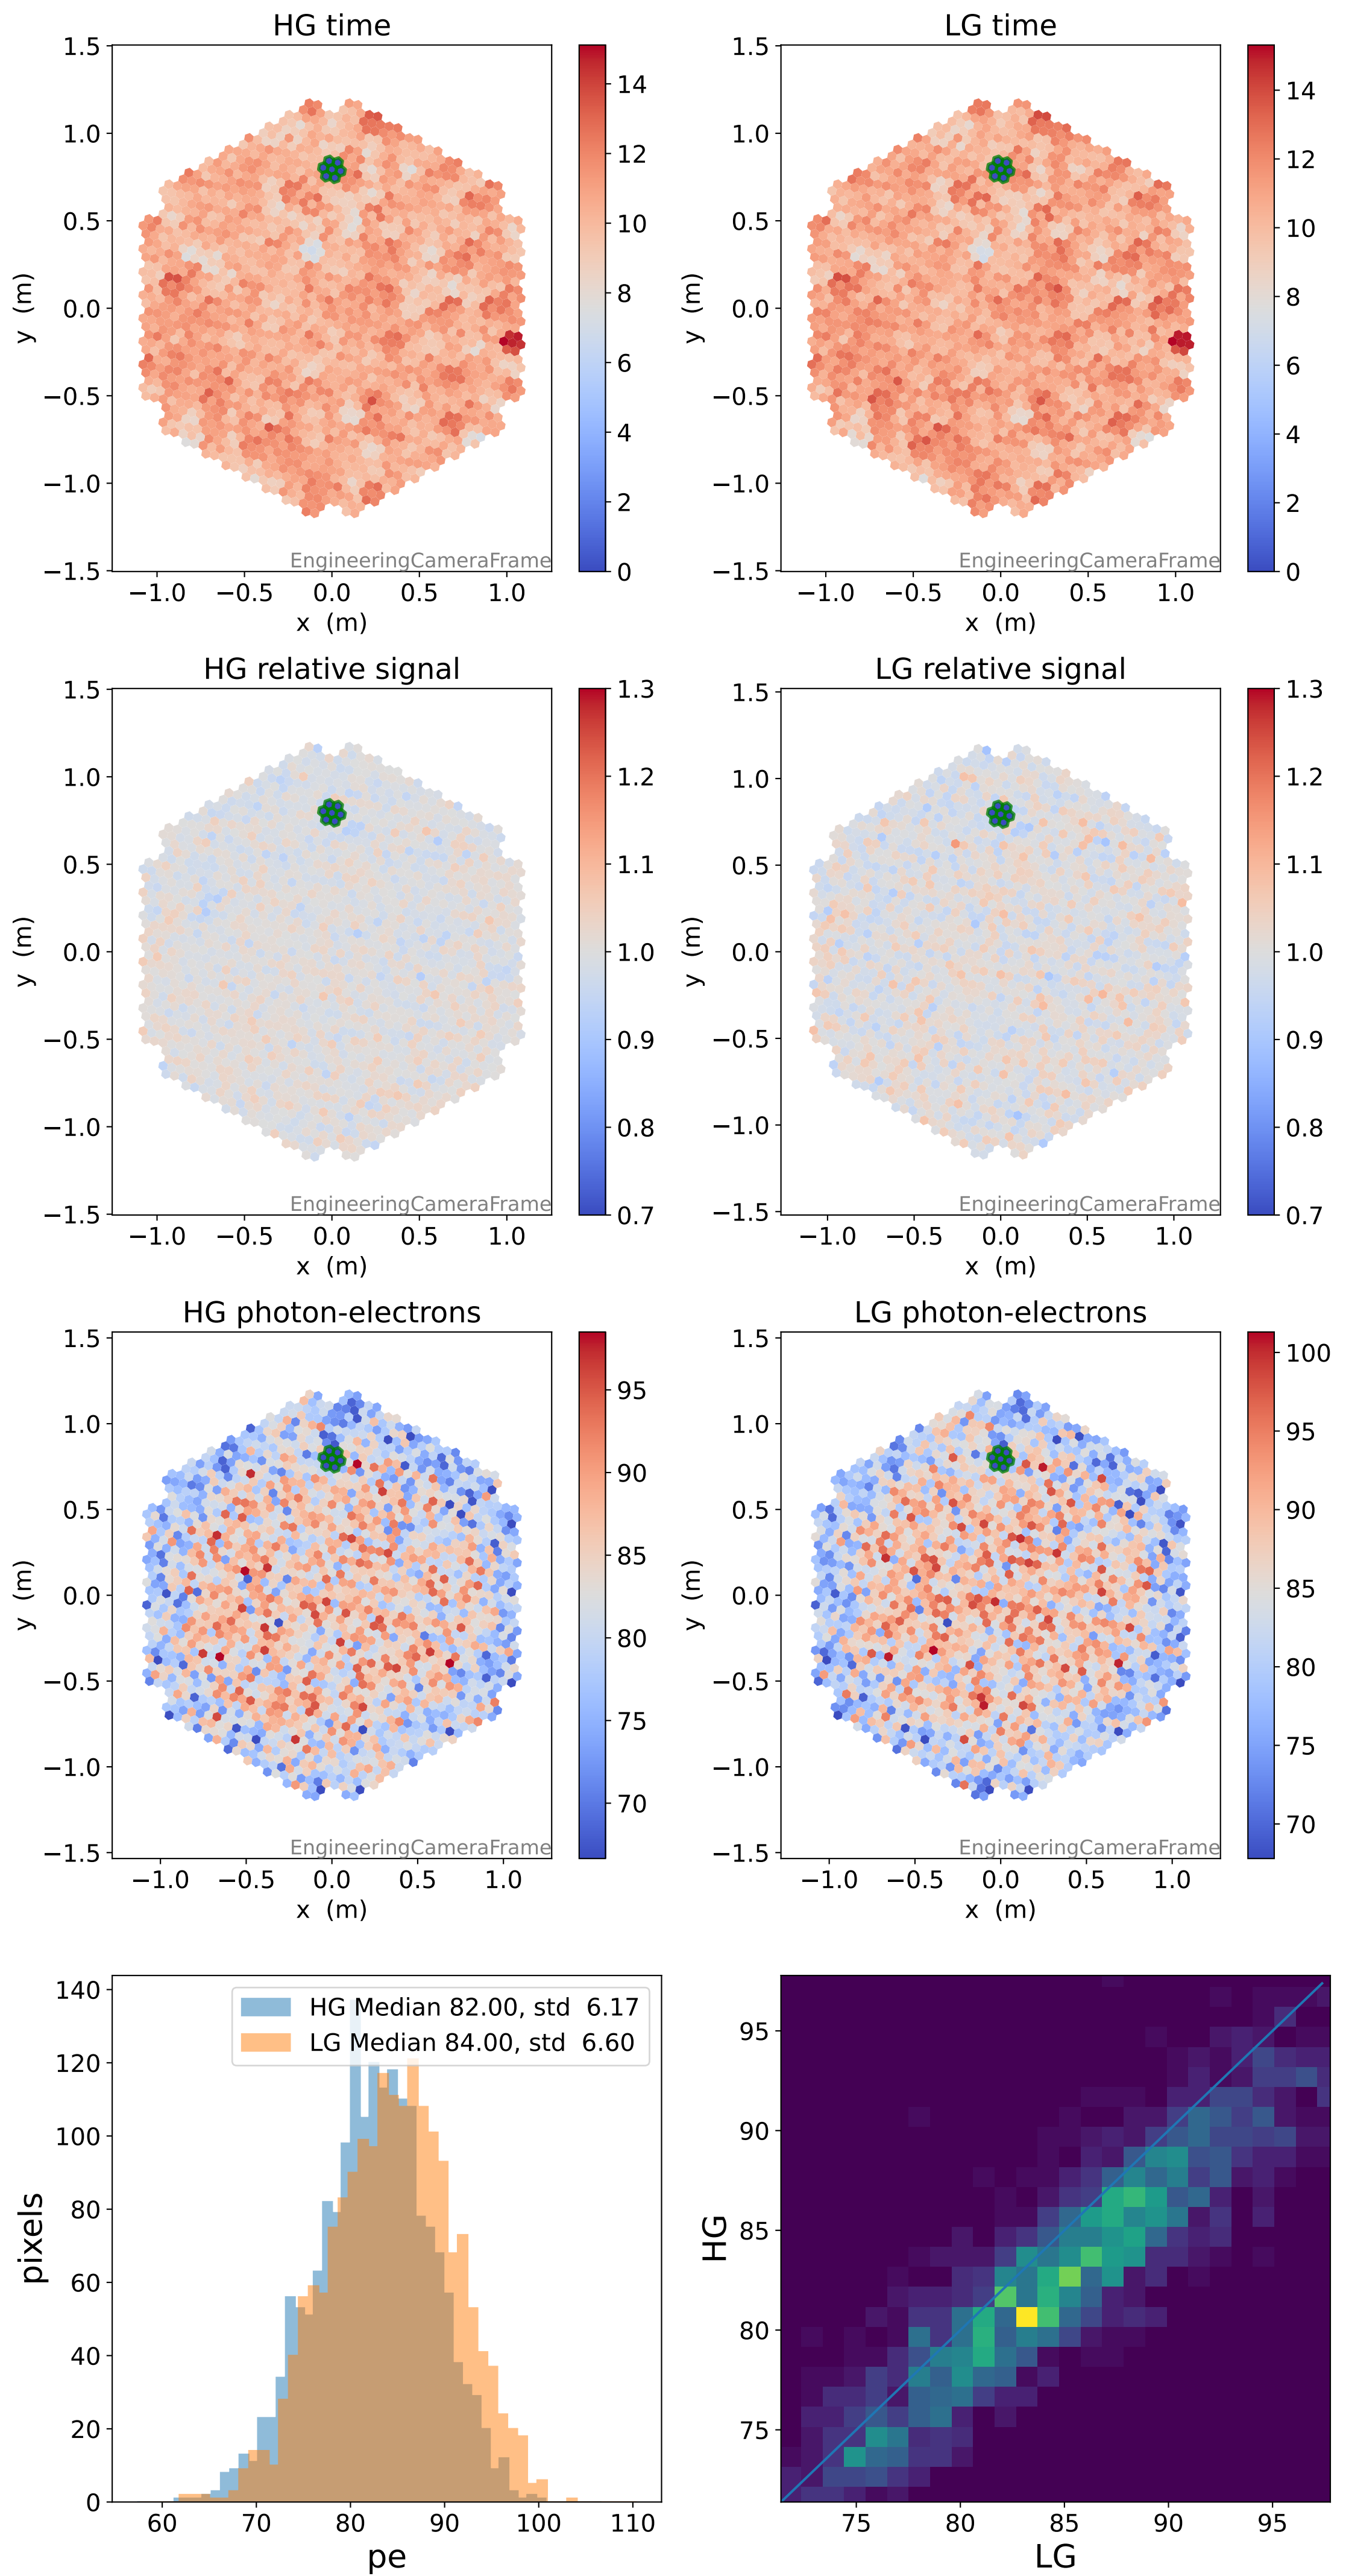 HG time
LG time
1.5
1.0
0.5
0.0
−0.5
−1.0
−1.5
y (m)
−1.0 −0.5 0.0 0.5 1.0
x (m)
EngineeringCameraFrame
14
12
10
8
6
4
2
0
1.5
1.0
0.5
0.0
−0.5
−1.0
−1.5
y (m)
−1.0 −0.5 0.0 0.5 1.0
x (m)
EngineeringCameraFrame
14
12
10
8
6
4
2
0
HG relative signal
LG relative signal
1.5
1.0
0.5
0.0
−0.5
−1.0
−1.5
y (m)
−1.0 −0.5 0.0 0.5 1.0
x (m)
EngineeringCameraFrame
1.3
1.2
1.1
1.0
0.9
0.8
0.7
1.5
1.0
0.5
0.0
−0.5
−1.0
−1.5
y (m)
−1.0 −0.5 0.0 0.5 1.0
x (m)
EngineeringCameraFrame
1.3
1.2
1.1
1.0
0.9
0.8
0.7
HG photon-electrons
LG photon-electrons
1.5
1.0
0.5
0.0
−0.5
−1.0
−1.5
y (m)
−1.0 −0.5 0.0 0.5 1.0
x (m)
EngineeringCameraFrame
95
90
85
80
75
70
1.5
1.0
0.5
0.0
−0.5
−1.0
−1.5
y (m)
−1.0 −0.5 0.0 0.5 1.0
x (m)
EngineeringCameraFrame
100
95
90
85
80
75
70
140
120
100
80
60
40
20
0
pixels
HG Median 82.00, std 6.17
LG Median 84.00, std 6.60
60 70 80 90 100 110
pe
95
90
85
80
75
HG
75 80 85 90 95
LG